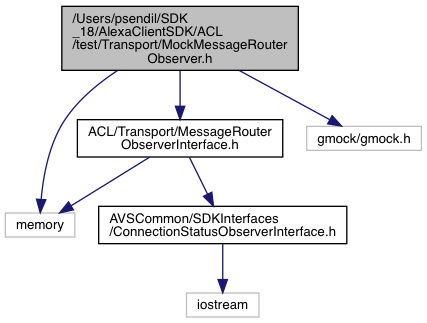 /Users/psendil/SDK
_18/AlexaClientSDK/ACL
/test/Transport/MockMessageRouter
Observer.h
ACL/Transport/MessageRouter
ObserverInterface.h
gmock/gmock.h
memory
AVSCommon/SDKInterfaces
/ConnectionStatusObserverInterface.h
iostream